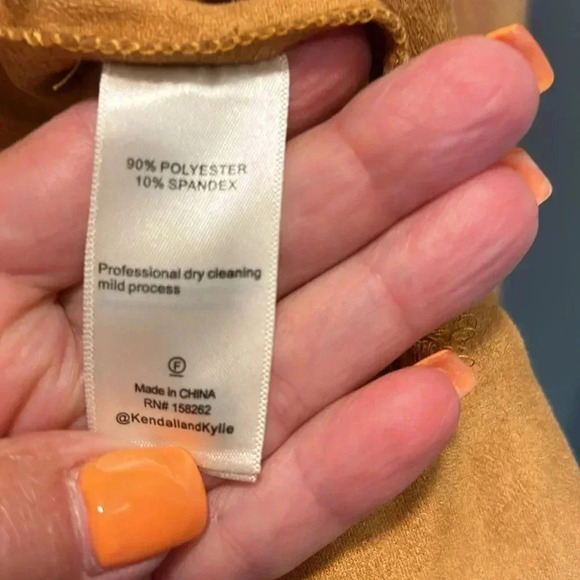 90% POLYESTER
10% SPANDEX
Professional dry cleaning
mild process
F
Made in CHINA
RN# 158262
@KendallandKylie